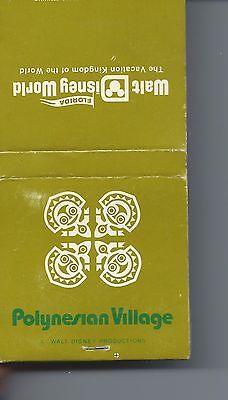 FLORIDA
Walt Disney World
The Vacation Kingdom of the World
Polynesian Village
WALT DISNEY PRODUCTIONS